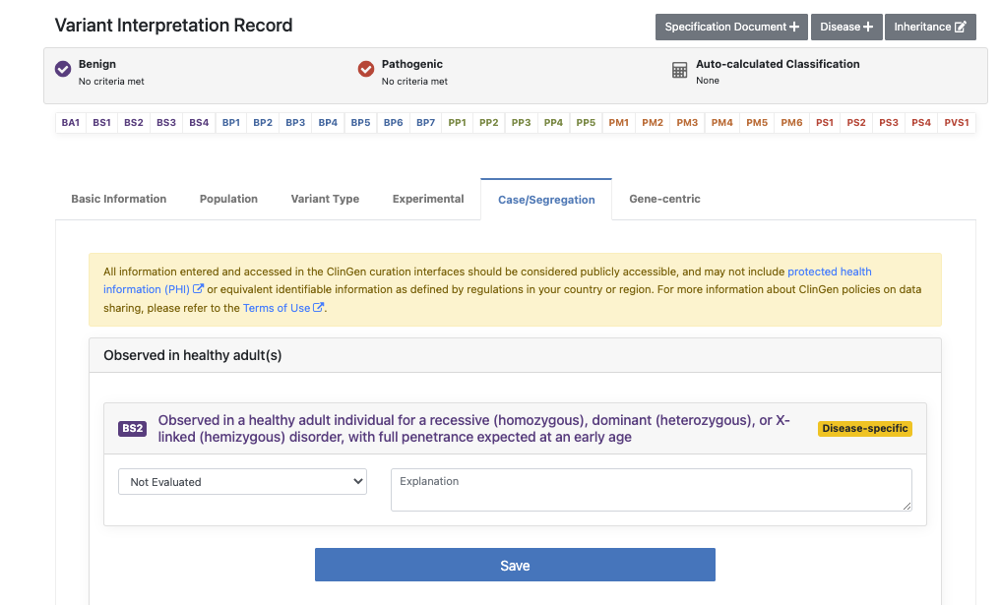 Variant Interpretation Record
Specification Document
Disease
Inheritance
Benign
No criteria met
Pathogenic
No criteria met
Auto-calculated Classification
None
BA1 BS1 BS2 BS3 BS4 BP1 BP2 BP3 BP4 BP5 BP6 BP7 PP1 PP2 PP3 PP4 PP5 PM1 PM2 PM3 PM4 PM5 PM6 PS1 PS2 PS3 PS4 PVS1
Basic Information Population Variant Type Experimental Case/Segregation Gene-centric
All information entered and accessed in the ClinGen curation interfaces should be considered publicly accessible, and may not include protected health
information (PHI) or equivalent identifiable information as defined by regulations in your country or region. For more information about ClinGen policies on data
sharing, please refer to the Terms of Use.
Observed in healthy adult(s)
BS2
Observed in a healthy adult individual for a recessive (homozygous), dominant (heterozygous), or X-
linked (hemizygous) disorder, with full penetrance expected at an early age
Disease-specific
Not Evaluated
Explanation
Save